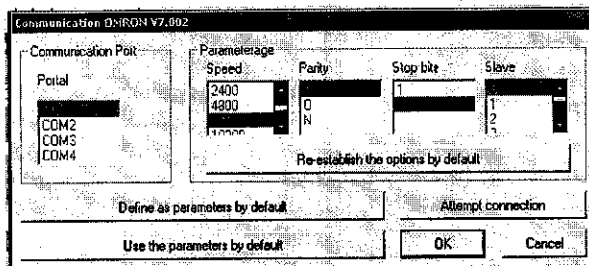 Communication OMRON V7.002
Communication Port
Portal
COM2
COM3
COM4
Parameterage
Speed
2400
4800
19200
Parity
O
N
Stop bits
1
Slave
1
2
Re-establish the options by default
Define as parameters by default
Attempt connection
Use the parameters by default
OK
Cancel